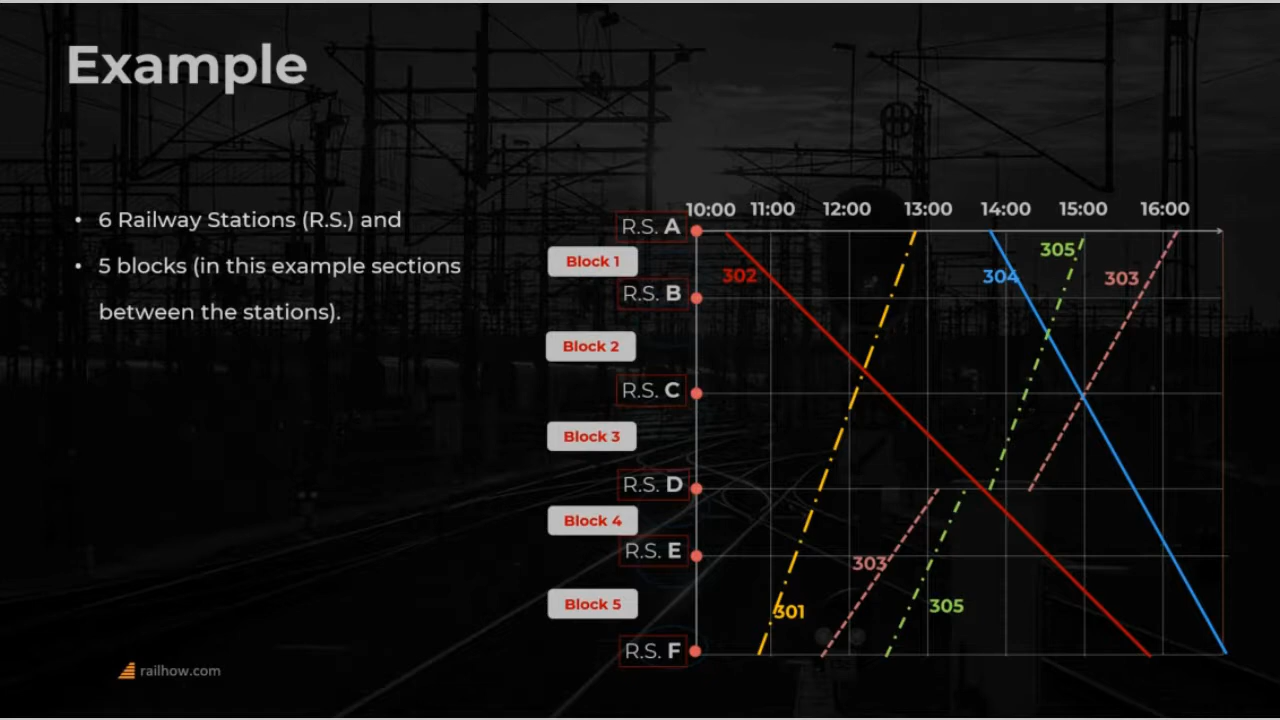 Example
• 6 Railway Stations (R.S.) and
• 5 blocks (in this example sections
between the stations).
10:00 11:00 12:00 13:00 14:00 15:00 16:00
R.S. A
Block 1
R.S. B
Block 2
R.S. C
Block 3
R.S. D
Block 4
R.S. E
Block 5
R.S. F
302
304
305
303
303
301
305
railhow.com